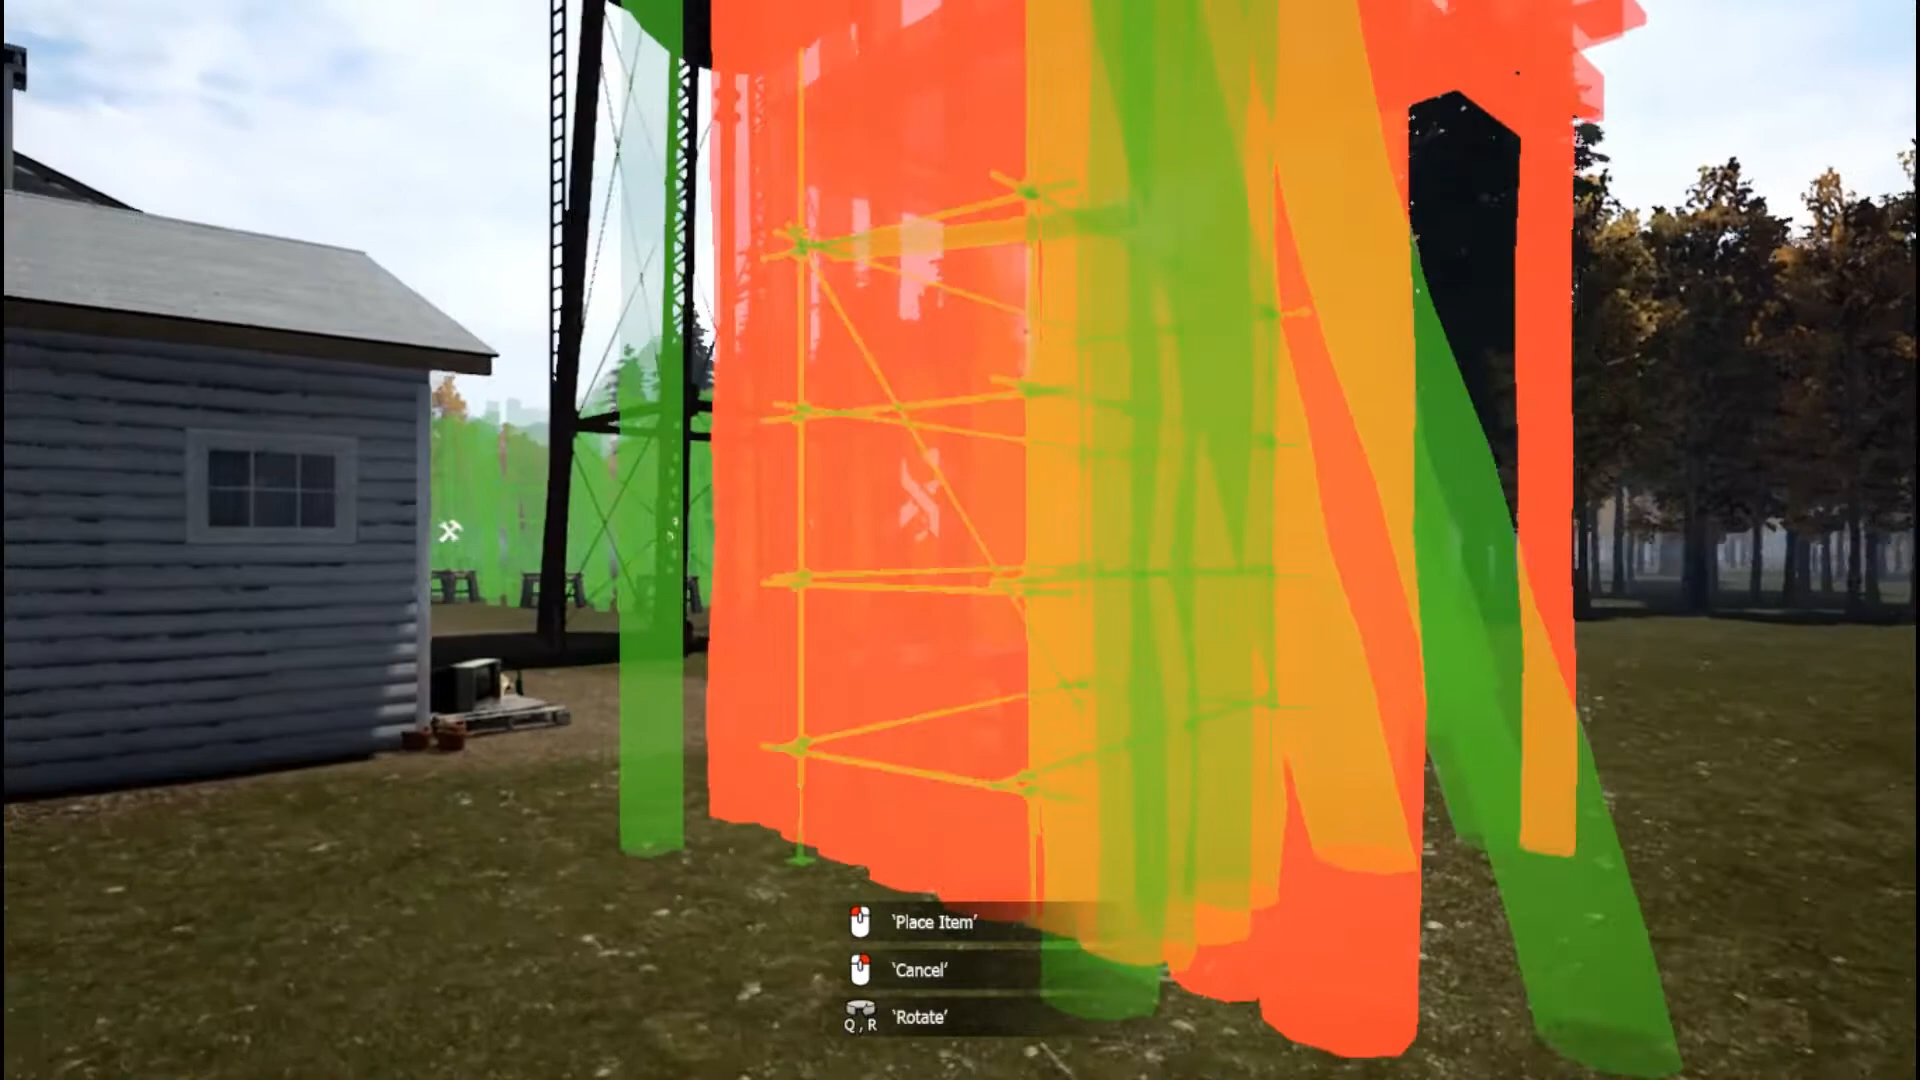 'Place Item'
'Cancel'
Q , R 'Rotate'